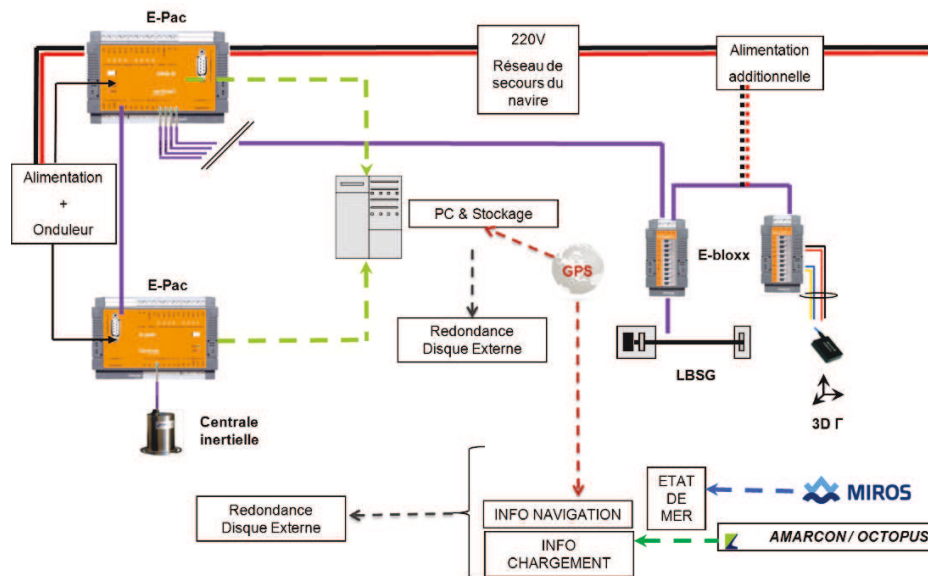 E-Pac
220V
Réseau de
secours du
navire
Alimentation
additionnelle
Alimentation
+
Onduleur
PC & Stockage
GPS
E-bloxx
E-Pac
Redondance
Disque Externe
LBSG
3D Γ
Centrale
inertielle
ETAT
DE
MER
MIROS
Redondance
Disque Externe
INFO NAVIGATION
INFO
CHARGEMENT
AMARCON / OCTOPUS